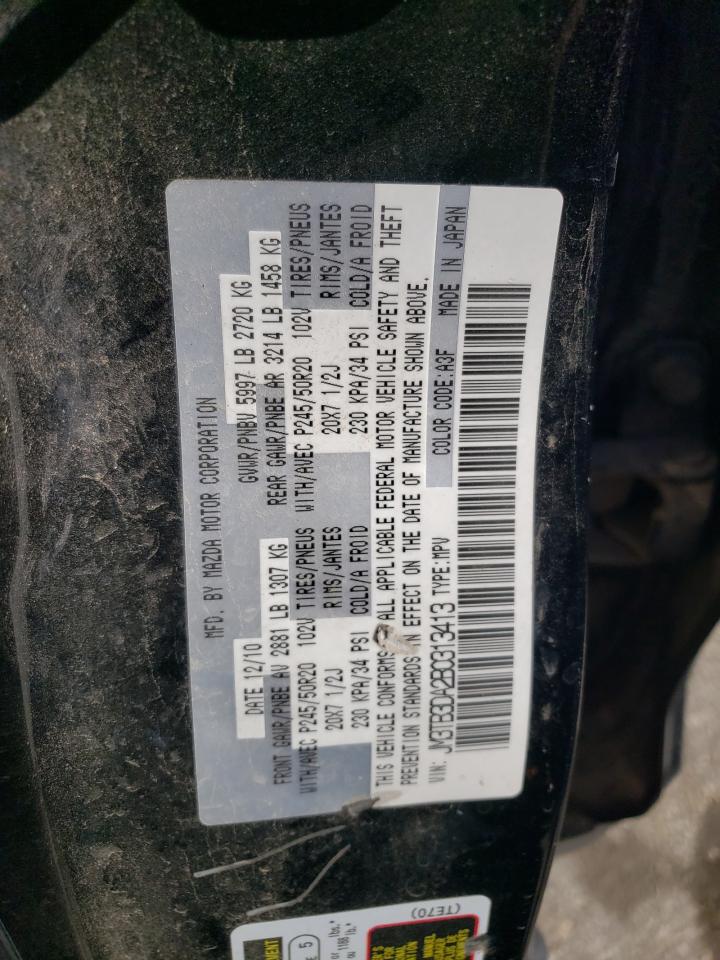 MFD. BY MAZDA MOTOR CORPORATION
DATE 12/10 GVWR/PNBV 5997 LB 2720 KG
FRONT GAWR/PNBE AV 2881 LB 1307 KG REAR GAWR/PNBE AR 3214 LB 1458 KG
WITH/AVEC P245/50R20 102V TIRES/PNEUS WITH/AVEC P245/50R20 102V TIRES/PNEUS
20X7 1/2J RIMS/JANTES 20X7 1/2J RIMS/JANTES
230 KPA/34 PSI COLD/A FROID 230 KPA/34 PSI COLD/A FROID
THIS VEHICLE CONFORMS ALL APPLICABLE FEDERAL MOTOR VEHICLE SAFETY AND THEFT
PREVENTION STANDARDS IN EFFECT ON THE DATE OF MANUFACTURE SHOWN ABOVE.
VIN: JM3TB3DA2B0313413 TYPE:MPV COLOR CODE:A3F MADE IN JAPAN
(TE70)
5
lbs.*